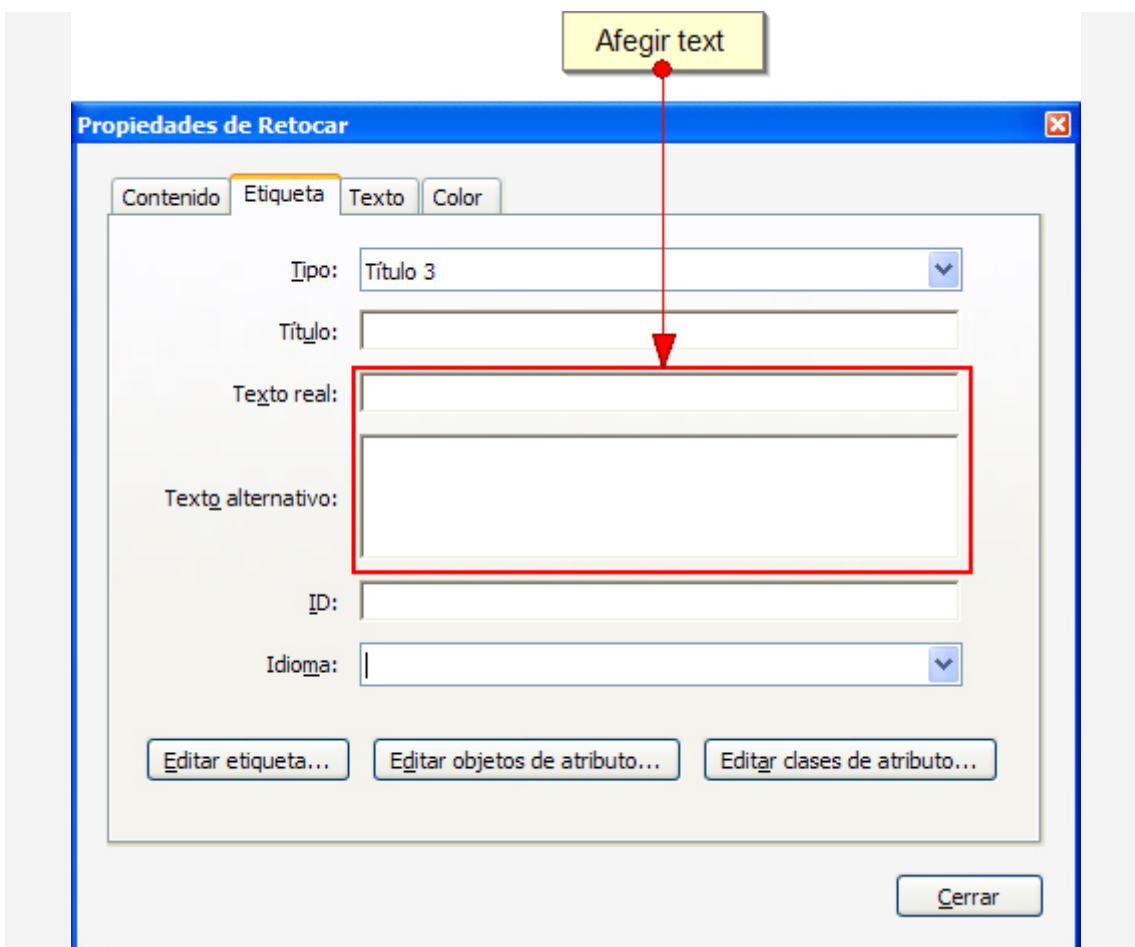 Afegir text
Propiedades de Retocar
Contenido Etiqueta Texto Color
Tipo: Título 3
Título:
Texto real:
Texto alternativo:
ID:
Idioma:
Editar etiqueta... Editar objetos de atributo... Editar clases de atributo...
Cerrar